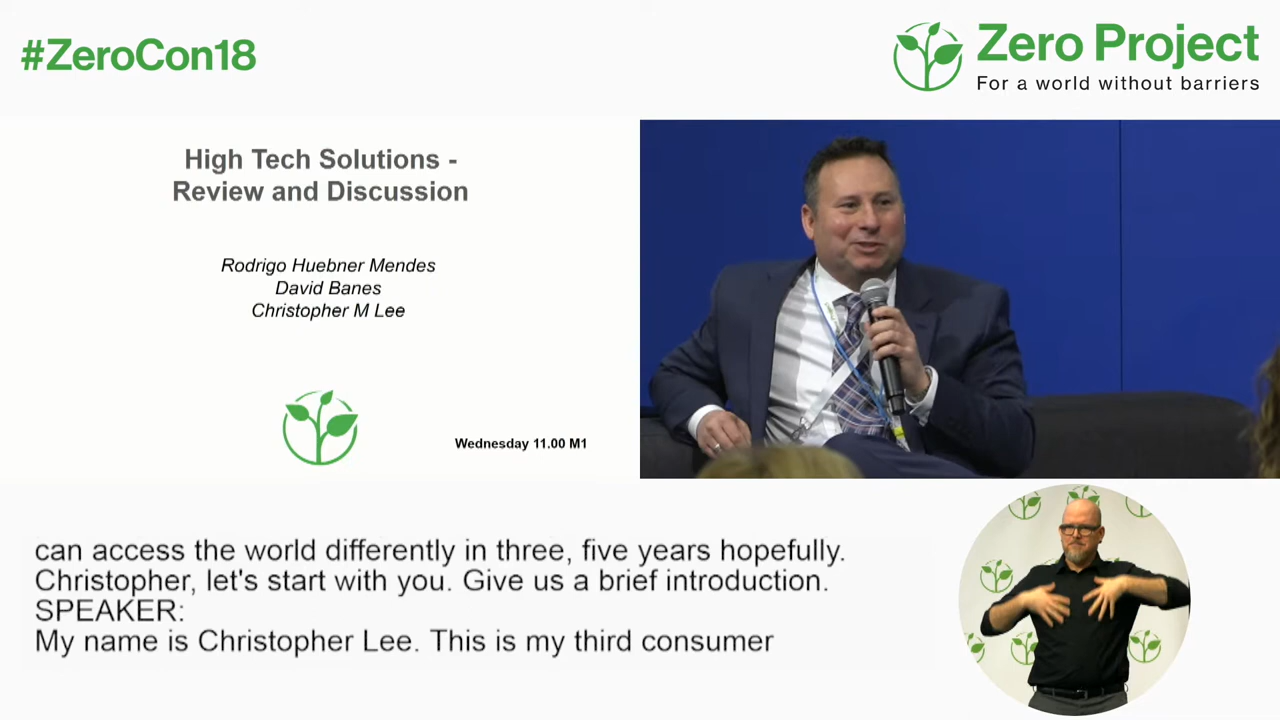 #ZeroCon18
Zero Project
For a world without barriers
High Tech Solutions -
Review and Discussion
Rodrigo Huebner Mendes
David Banes
Christopher M Lee
Wednesday 11.00 M1
can access the world differently in three, five years hopefully.
Christopher, let's start with you. Give us a brief introduction.
SPEAKER:
My name is Christopher Lee. This is my third consumer